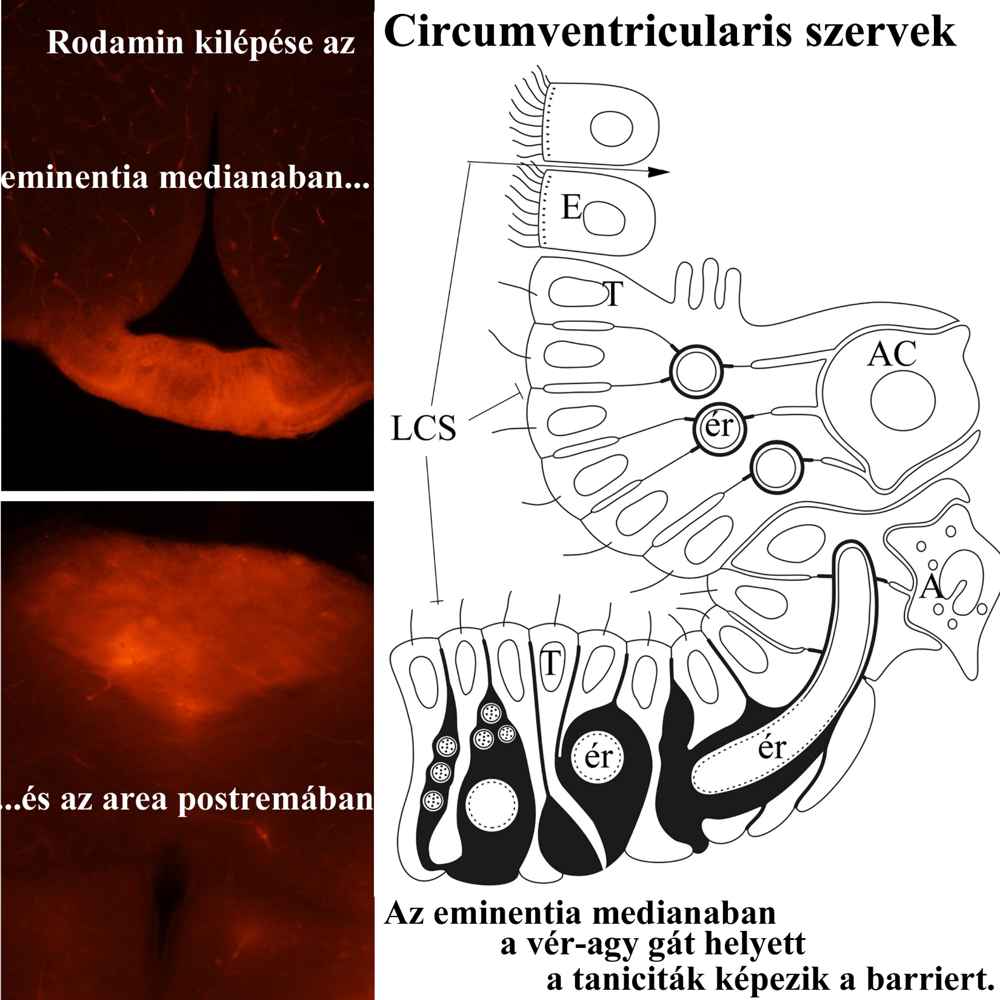 Rodamin kilépése az
eminentia medianaban...
...és az area postremában
Circumventricularis szervek
E
T
AC
LCS
ér
A
T
ér
ér
Az eminentia medianaban
a vér-agy gát helyett
a taniciták képezik a barriert.